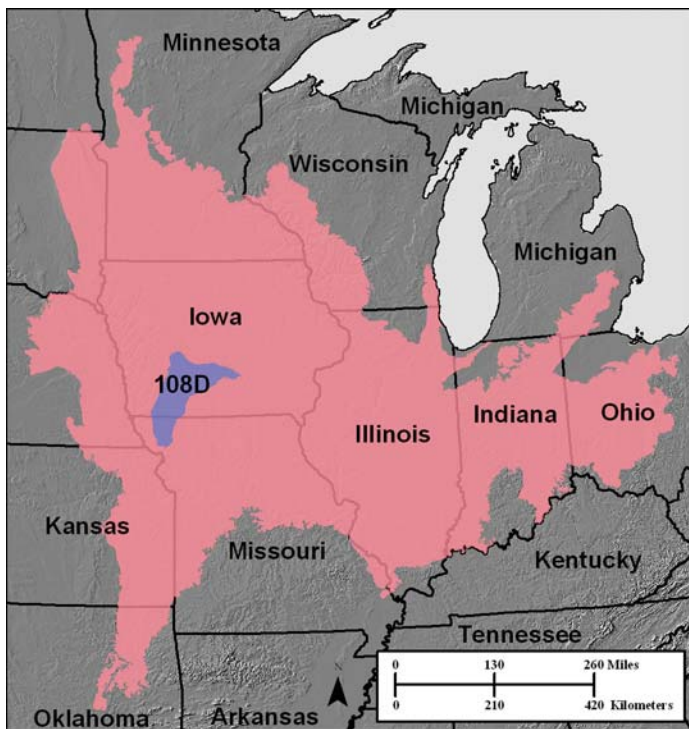 Minnesota
Michigan
Wisconsin
Michigan
Iowa
108D
Illinois
Indiana
Ohio
Kansas
Missouri
Kentucky
Tennessee
Oklahoma
Arkansas
N
0 130 260 Miles
0 210 420 Kilometers